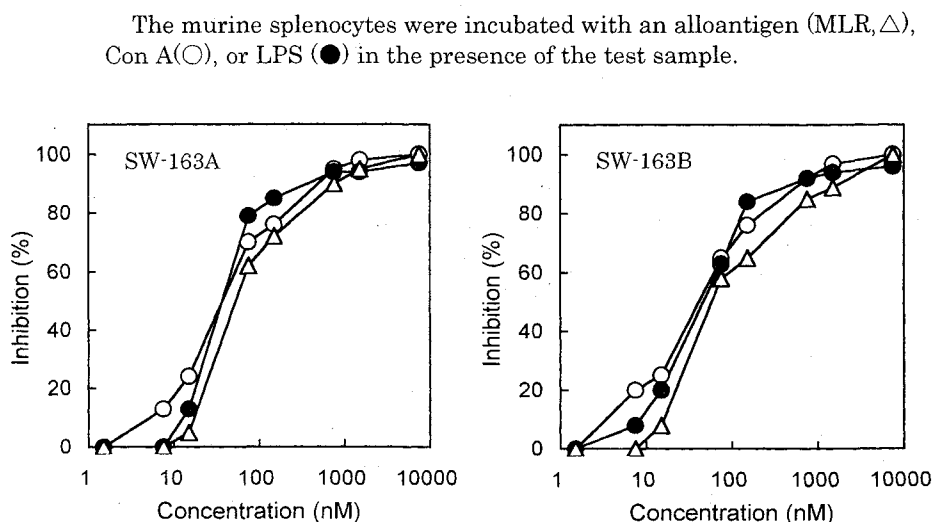 The murine splenocytes were incubated with an alloantigen (MLR,△),
Con A(○), or LPS (●) in the presence of the test sample.
SW-163A
100
80
60
40
20
0
Inhibition (%)
1 10 100 1000 10000
Concentration (nM)
SW-163B
100
80
60
40
20
0
Inhibition (%)
1 10 100 1000 10000
Concentration (nM)